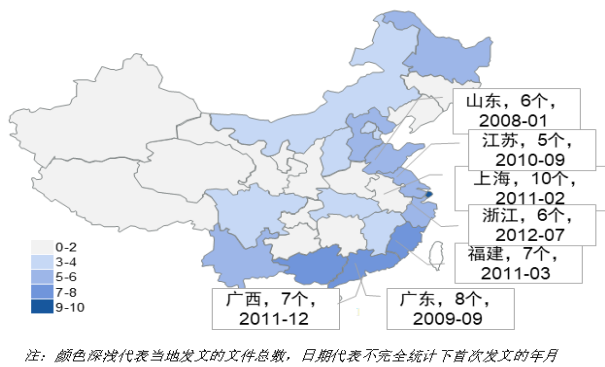 山东，6个，
2008-01
江苏，5个，
2010-09
上海，10个，
2011-02
浙江，6个，
2012-07
福建，7个，
2011-03
广西，7个，
2011-12
广东，8个，
2009-09
0-2
3-4
5-6
7-8
9-10
注：颜色深浅代表当地发文的文件总数，日期代表不完全统计下首次发文的年月